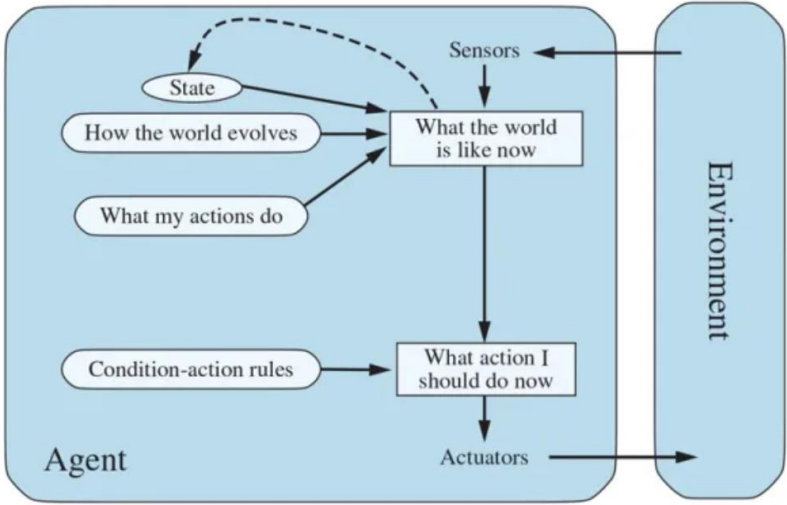 Sensors
State
How the world evolves
What the world
is like now
What my actions do
Environment
Condition-action rules
What action I
should do now
Agent
Actuators